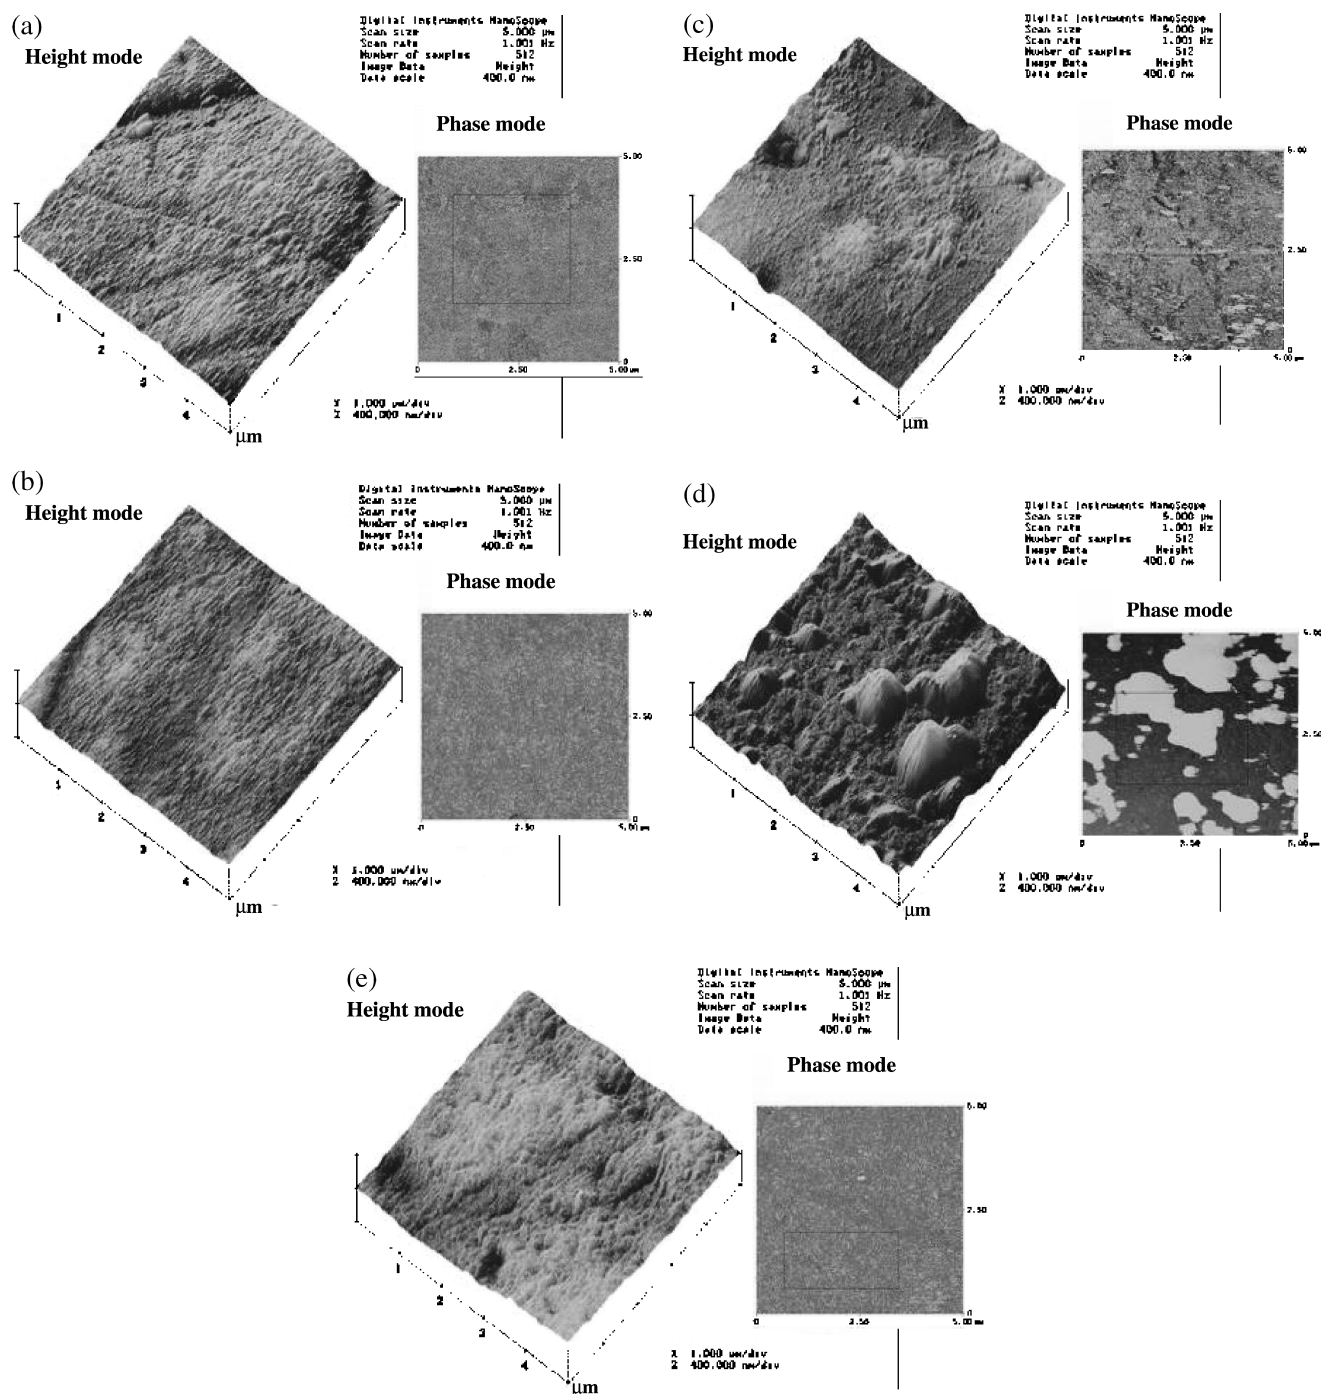 (a)
Height mode
Digital Instruments NanoScope
Scan size 5.000 µm
Scan rate 1.001 Hz
Number of samples 512
Image Data Height
Data scale 400.0 nm
Phase mode
5.00
2.50
0
0 2.50 5.00 µm
1
2
3
4
µm
X 1.000 µm/div
Z 400.000 nm/div
(c)
Height mode
Digital Instruments NanoScope
Scan size 5.000 µm
Scan rate 1.001 Hz
Number of samples 512
Image Data Height
Data scale 400.0 nm
Phase mode
5.00
2.50
0
0 2.50 5.00 µm
1
2
3
4
µm
X 1.000 µm/div
Z 400.000 nm/div
(b)
Height mode
Digital Instruments NanoScope
Scan size 5.000 µm
Scan rate 1.001 Hz
Number of samples 512
Image Data Height
Data scale 400.0 nm
Phase mode
5.00
2.50
0
0 2.50 5.00 µm
1
2
3
4
µm
X µm/div
Z 400.000 nm/div
(d)
Height mode
Digital Instruments NanoScope
Scan size 5.000 µm
Scan rate 1.001 Hz
Number of samples 512
Image Data Height
Data scale 400.0 nm
Phase mode
5.00
2.50
0
0 2.50 5.00 µm
1
2
3
4
µm
X 1.000 µm/div
Z 400.000 nm/div
(e)
Height mode
Digital Instruments NanoScope
Scan size 5.000 µm
Scan rate 1.001 Hz
Number of samples 512
Image Data Height
Data scale 400.0 nm
Phase mode
5.00
2.50
0
0 2.50 5.00 µm
1
2
3
4
µm
X 1.000 µm/div
Z 400.000 nm/div